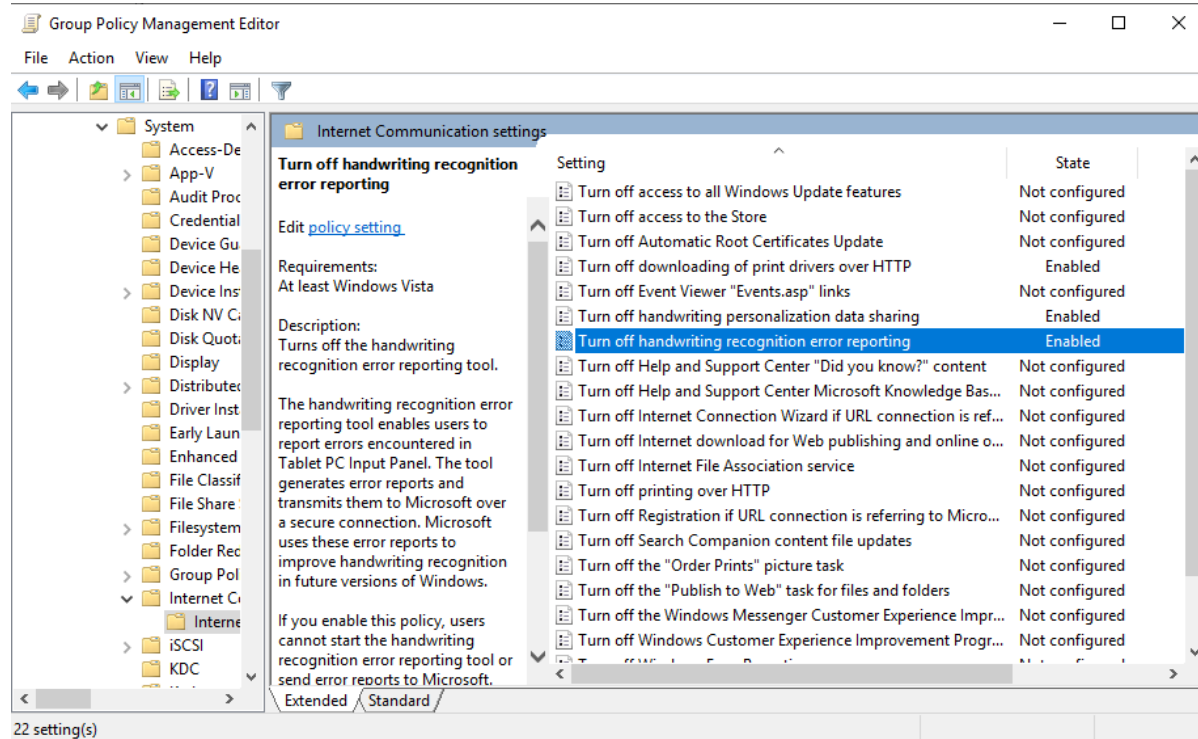 Group Policy Management Editor
File Action View Help
System
Access-De
App-V
Audit Proc
Credential
Device Gu
Device He
Device Ins
Disk NV Ca
Disk Quota
Display
Distributed
Driver Inst
Early Laun
Enhanced
File Classif
File Share
Filesystem
Folder Red
Group Pol
Internet Co
Interne
iSCSI
KDC
Internet Communication settings
Turn off handwriting recognition
error reporting
Edit policy setting
Requirements:
At least Windows Vista
Description:
Turns off the handwriting
recognition error reporting tool.
The handwriting recognition error
reporting tool enables users to
report errors encountered in
Tablet PC Input Panel. The tool
generates error reports and
transmits them to Microsoft over
a secure connection. Microsoft
uses these error reports to
improve handwriting recognition
in future versions of Windows.
If you enable this policy, users
cannot start the handwriting
recognition error reporting tool or
send error reports to Microsoft.
Setting State
Turn off access to all Windows Update features Not configured
Turn off access to the Store Not configured
Turn off Automatic Root Certificates Update Not configured
Turn off downloading of print drivers over HTTP Enabled
Turn off Event Viewer "Events.asp" links Not configured
Turn off handwriting personalization data sharing Enabled
Turn off handwriting recognition error reporting Enabled
Turn off Help and Support Center "Did you know?" content Not configured
Turn off Help and Support Center Microsoft Knowledge Bas... Not configured
Turn off Internet Connection Wizard if URL connection is ref... Not configured
Turn off Internet download for Web publishing and online o... Not configured
Turn off Internet File Association service Not configured
Turn off printing over HTTP Not configured
Turn off Registration if URL connection is referring to Micro... Not configured
Turn off Search Companion content file updates Not configured
Turn off the "Order Prints" picture task Not configured
Turn off the "Publish to Web" task for files and folders Not configured
Turn off the Windows Messenger Customer Experience Impr... Not configured
Turn off Windows Customer Experience Improvement Progr... Not configured
Extended Standard
22 setting(s)